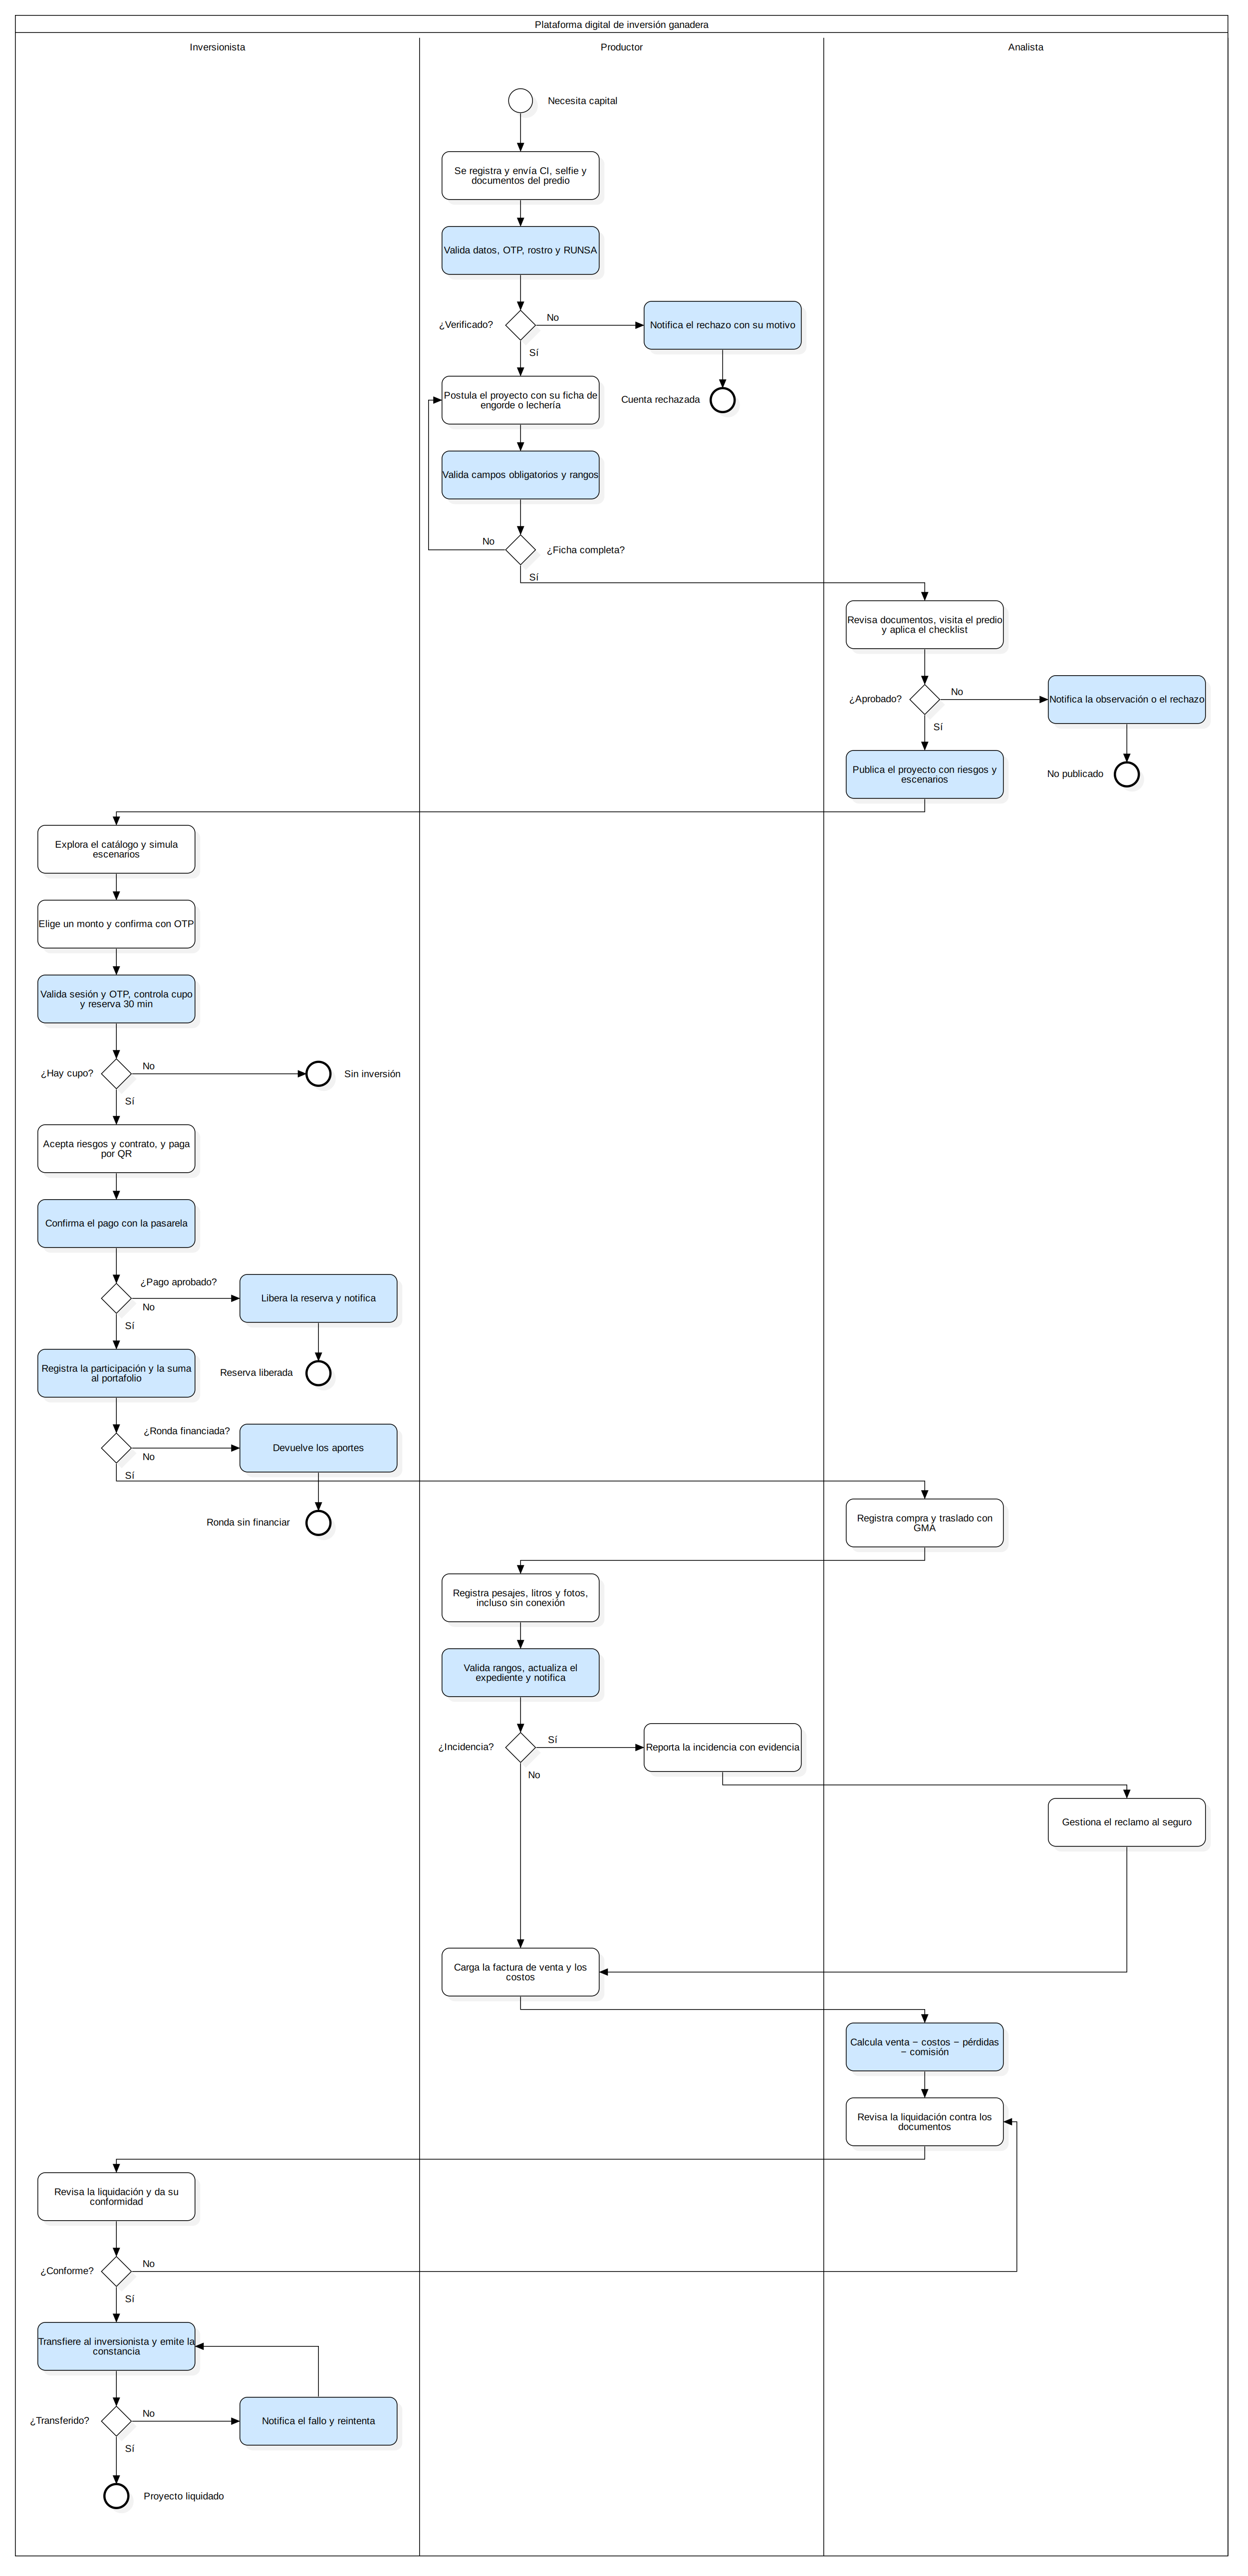 Plataforma digital de inversión ganadera
Inversionista
Productor
Analista
Necesita capital
Se registra y envía CI, selfie y
documentos del predio
Valida datos, OTP, rostro y RUNSA
¿Verificado?
No
Notifica el rechazo con su motivo
Sí
Postula el proyecto con su ficha de
engorde o lechería
Cuenta rechazada
Valida campos obligatorios y rangos
No
¿Ficha completa?
Sí
Revisa documentos, visita el predio
y aplica el checklist
¿Aprobado?
No
Notifica la observación o el rechazo
Sí
Publica el proyecto con riesgos y
escenarios
No publicado
Explora el catálogo y simula
escenarios
Elige un monto y confirma con OTP
Valida sesión y OTP, controla cupo
y reserva 30 min
¿Hay cupo?
No
Sin inversión
Sí
Acepta riesgos y contrato, y paga
por QR
Confirma el pago con la pasarela
¿Pago aprobado?
No
Libera la reserva y notifica
Sí
Registra la participación y la suma
al portafolio
Reserva liberada
¿Ronda financiada?
No
Devuelve los aportes
Sí
Ronda sin financiar
Registra compra y traslado con
GMA
Registra pesajes, litros y fotos,
incluso sin conexión
Valida rangos, actualiza el
expediente y notifica
¿Incidencia?
Sí
Reporta la incidencia con evidencia
No
Gestiona el reclamo al seguro
Carga la factura de venta y los
costos
Calcula venta − costos − pérdidas
− comisión
Revisa la liquidación contra los
documentos
Revisa la liquidación y da su
conformidad
¿Conforme?
No
Sí
Transfiere al inversionista y emite la
constancia
¿Transferido?
No
Notifica el fallo y reintenta
Sí
Proyecto liquidado